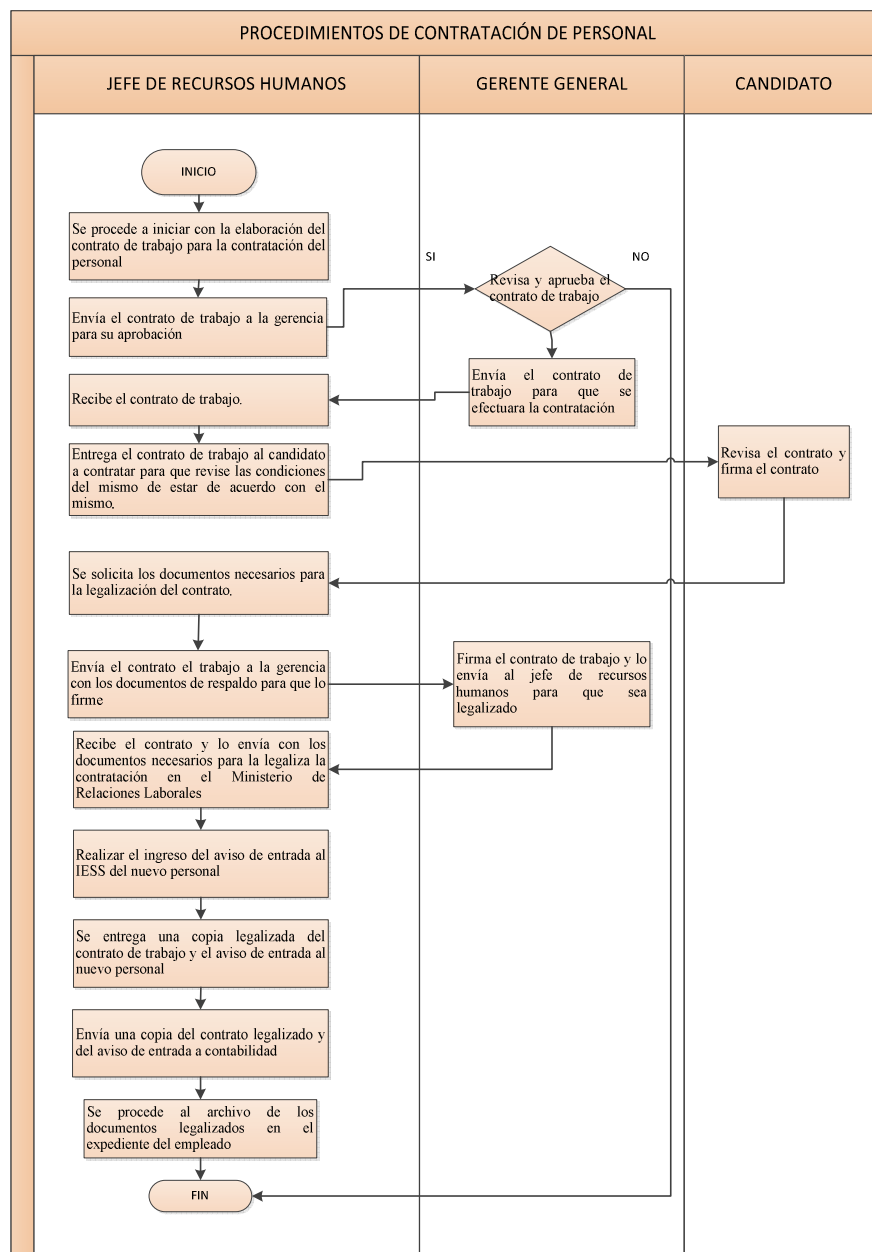 PROCEDIMIENTOS DE CONTRATACIÓN DE PERSONAL
JEFE DE RECURSOS HUMANOS
GERENTE GENERAL
CANDIDATO
INICIO
Se procede a iniciar con la elaboración del
contrato de trabajo para la contratación del
personal
SI
NO
Revisa y aprueba el
contrato de trabajo
Envía el contrato de trabajo a la gerencia
para su aprobación
Envía el contrato de
trabajo para que se
efectuara la contratación
Recibe el contrato de trabajo.
Entrega el contrato de trabajo al candidato
a contratar para que revise las condiciones
del mismo de estar de acuerdo con el
mismo.
Revisa el contrato y
firma el contrato
Se solicita los documentos necesarios para
la legalización del contrato.
Envía el contrato el trabajo a la gerencia
con los documentos de respaldo para que lo
firme
Firma el contrato de trabajo y lo
envía al jefe de recursos
humanos para que sea
legalizado
Recibe el contrato y lo envía con los
documentos necesarios para la legaliza la
contratación en el Ministerio de
Relaciones Laborales
Realizar el ingreso del aviso de entrada al
IESS del nuevo personal
Se entrega una copia legalizada del
contrato de trabajo y el aviso de entrada al
nuevo personal
Envía una copia del contrato legalizado y
del aviso de entrada a contabilidad
Se procede al archivo de los
documentos legalizados en el
expediente del empleado
FIN